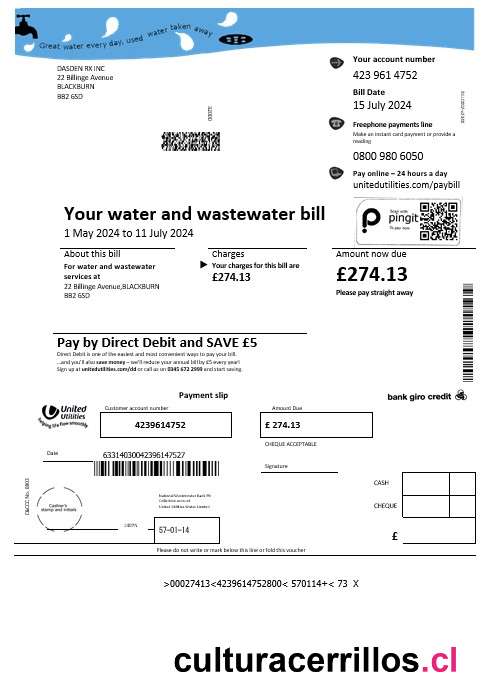 Great water every day, used water taken away
DASDEN RX INC
22 Billinge Avenue
BLACKBURN
BB2 6SD
Your account number
423 961 4752
Bill Date
15 July 2024
Freephone payments line
Make an instant card payment or provide a
reading
0800 980 6050
Pay online – 24 hours a day
unitedutilities.com/paybill
pingit
Your water and wastewater bill
1 May 2024 to 11 July 2024
About this bill
For water and wastewater
services at
22 Billinge Avenue,BLACKBURN
BB2 6SD
Charges
Your charges for this bill are
£274.13
Amount now due
£274.13
Please pay straight away
Pay by Direct Debit and SAVE £5
Direct Debit is one of the easiest and most convenient ways to pay your bill.
...and you'll also save money – we'll reduce your annual bill by £5 every year!
Sign up at unitedutilities.com/dd or call us on 0345 672 2999 and start saving.
Payment slip
bank giro credit
United
Utilities
helping life flow smoothly
Customer account number
4239614752
Amount Due
£ 274.13
CHEQUE ACCEPTABLE
Date
63314030042396147527
Signature
Cashier's
stamp and initials
CASH
CHEQUE
£
57-01-14
Please do not write or mark below this line or fold this voucher
>00027413<4239614752800< 570114+< 73 X
culturacerrillos.cl